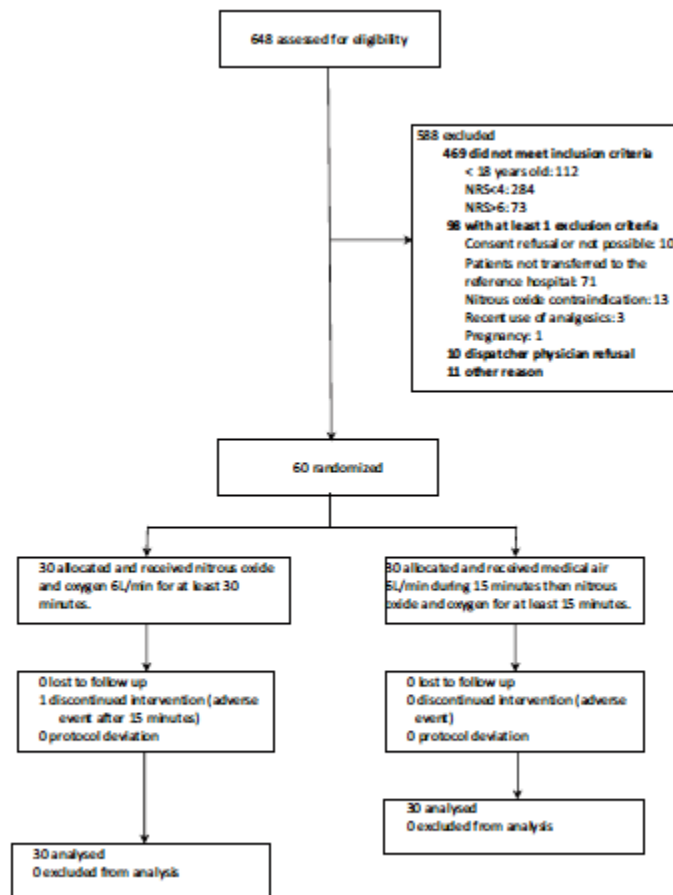 648 assessed for eligibility
588 excluded
469 did not meet inclusion criteria
< 18 years old: 112
NRS<4: 284
NRS>6: 73
98 with at least 1 exclusion criteria
Consent refusal or not possible: 10
Patients not transferred to the
reference hospital: 71
Nitrous oxide contraindication: 13
Recent use of analgesics: 3
Pregnancy: 1
10 dispatcher physician refusal
11 other reason
60 randomized
30 allocated and received nitrous oxide
and oxygen 6L/min for at least 30
minutes.
30 allocated and received medical air
6L/min during 15 minutes then nitrous
oxide and oxygen for at least 15 minutes.
0 lost to follow up
1 discontinued intervention (adverse
event after 15 minutes)
0 protocol deviation
0 lost to follow up
0 discontinued intervention (adverse
event)
0 protocol deviation
30 analysed
0 excluded from analysis
30 analysed
0 excluded from analysis